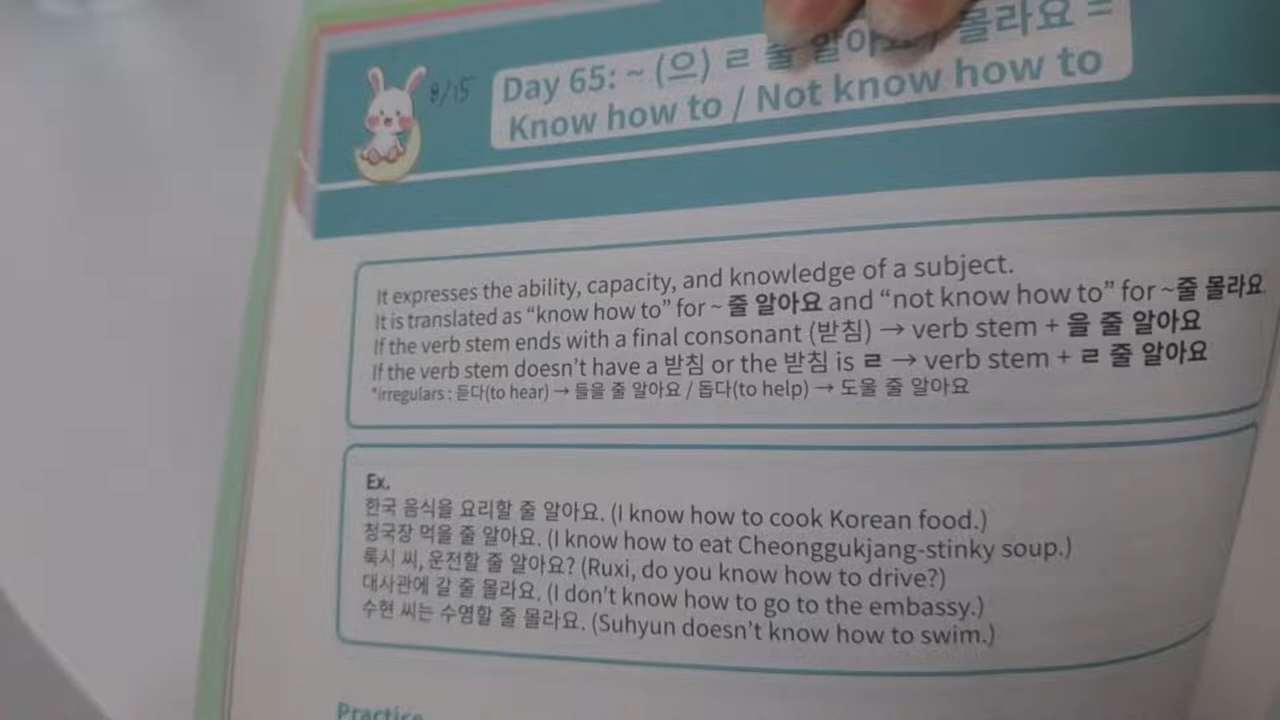 8/15
Day 65: ~ (으) ㄹ 줄 알아요 / 몰라요 =
Know how to / Not know how to
It expresses the ability, capacity, and knowledge of a subject.
It is translated as “know how to” for ~ 줄 알아요 and “not know how to” for ~줄 몰라요
If the verb stem ends with a final consonant (받침) → verb stem + 을 줄 알아요
If the verb stem doesn’t have a 받침 or the 받침 is ㄹ → verb stem + ㄹ 줄 알아요
*irregulars : 듣다(to hear) → 들을 줄 알아요 / 돕다(to help) → 도울 줄 알아요
Ex.
한국 음식을 요리할 줄 알아요. (I know how to cook Korean food.)
청국장 먹을 줄 알아요. (I know how to eat Cheonggukjang-stinky soup.)
룩시 씨, 운전할 줄 알아요? (Ruxi, do you know how to drive?)
대사관에 갈 줄 몰라요. (I don’t know how to go to the embassy.)
수현 씨는 수영할 줄 몰라요. (Suhyun doesn’t know how to swim.)
Practice